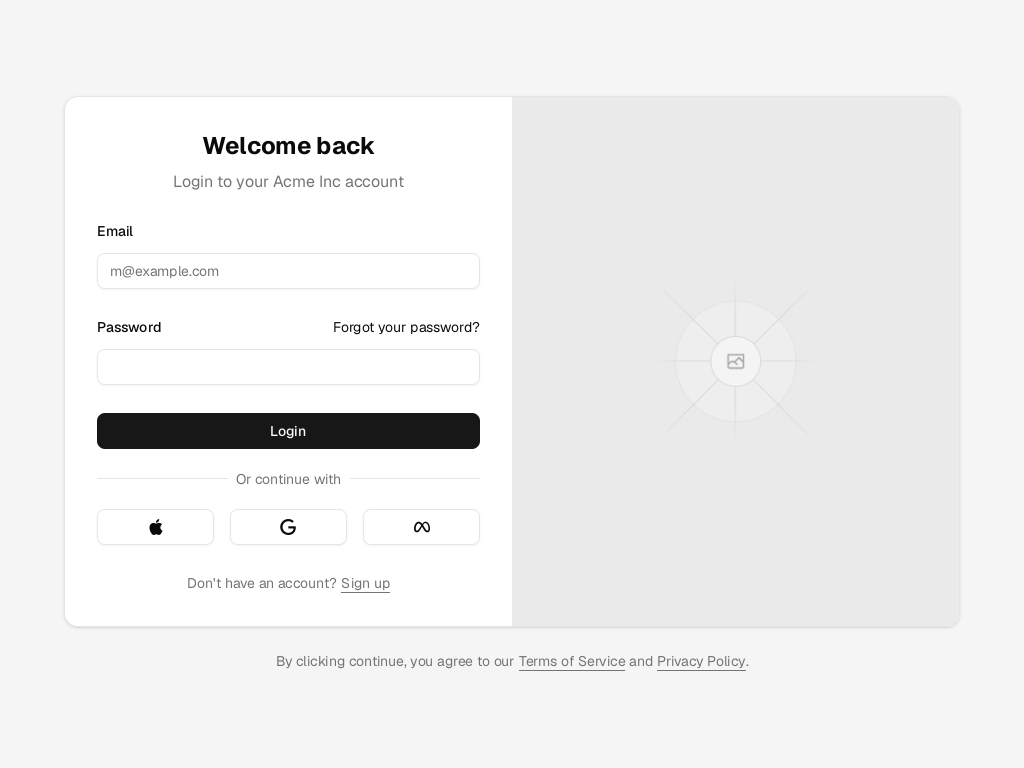 Welcome back
Login to your Acme Inc account
Email
m@example.com
Password
Forgot your password?
Login
Or continue with
Don't have an account? Sign up
By clicking continue, you agree to our Terms of Service and Privacy Policy.